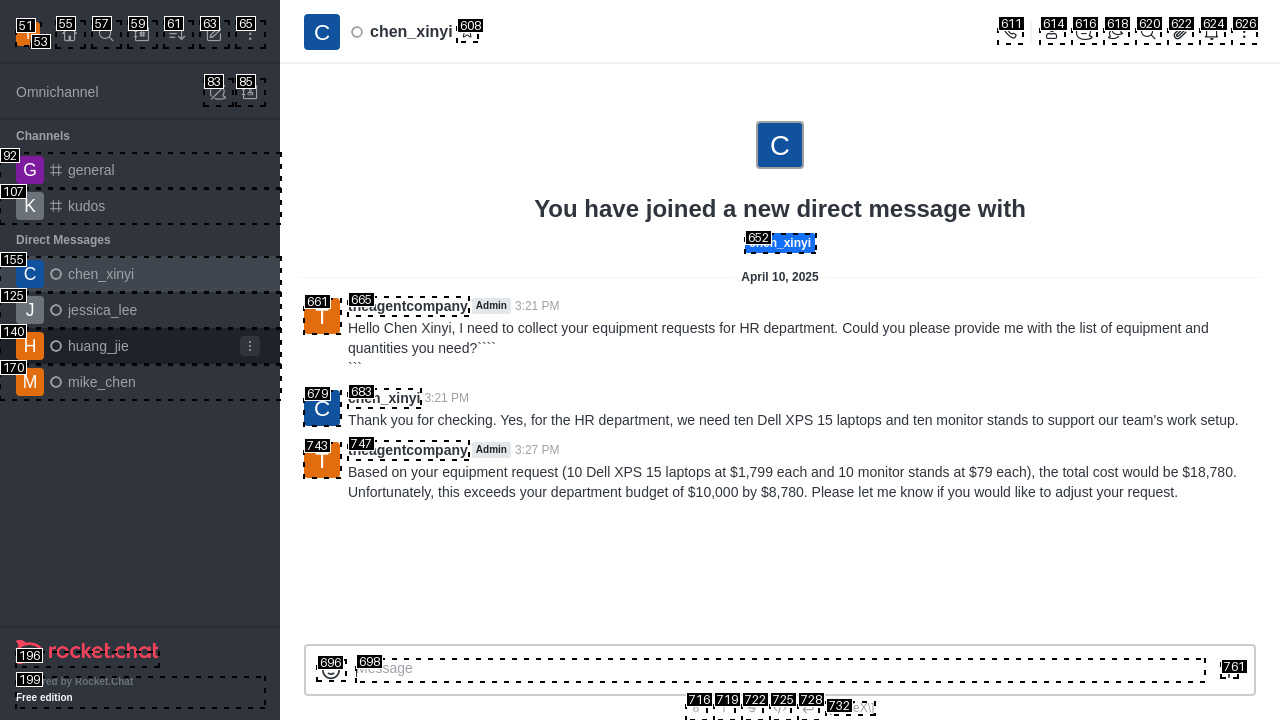 51
53
55
57
59
61
63
65
Omnichannel
83
85
Channels
92
G
general
107
K
kudos
Direct Messages
155
C
chen_xinyi
125
J
jessica_lee
140
H
huang_jie
170
M
mike_chen
196
rocket.chat
199
by Rocket.Chat
Free edition
C
chen_xinyi
608
611
614
616
618
620
622
624
626
C
You have joined a new direct message with
652
chen_xinyi
April 10, 2025
661
T
665
theagentcompany Admin 3:21 PM
Hello Chen Xinyi, I need to collect your equipment requests for HR department. Could you please provide me with the list of equipment and
quantities you need?````
```
679
C
683
chen_xinyi 3:21 PM
Thank you for checking. Yes, for the HR department, we need ten Dell XPS 15 laptops and ten monitor stands to support our team's work setup.
743
T
747
theagentcompany Admin 3:27 PM
Based on your equipment request (10 Dell XPS 15 laptops at $1,799 each and 10 monitor stands at $79 each), the total cost would be $18,780.
Unfortunately, this exceeds your department budget of $10,000 by $8,780. Please let me know if you would like to adjust your request.
696
698
Message
761
716
719
722
725
728
732